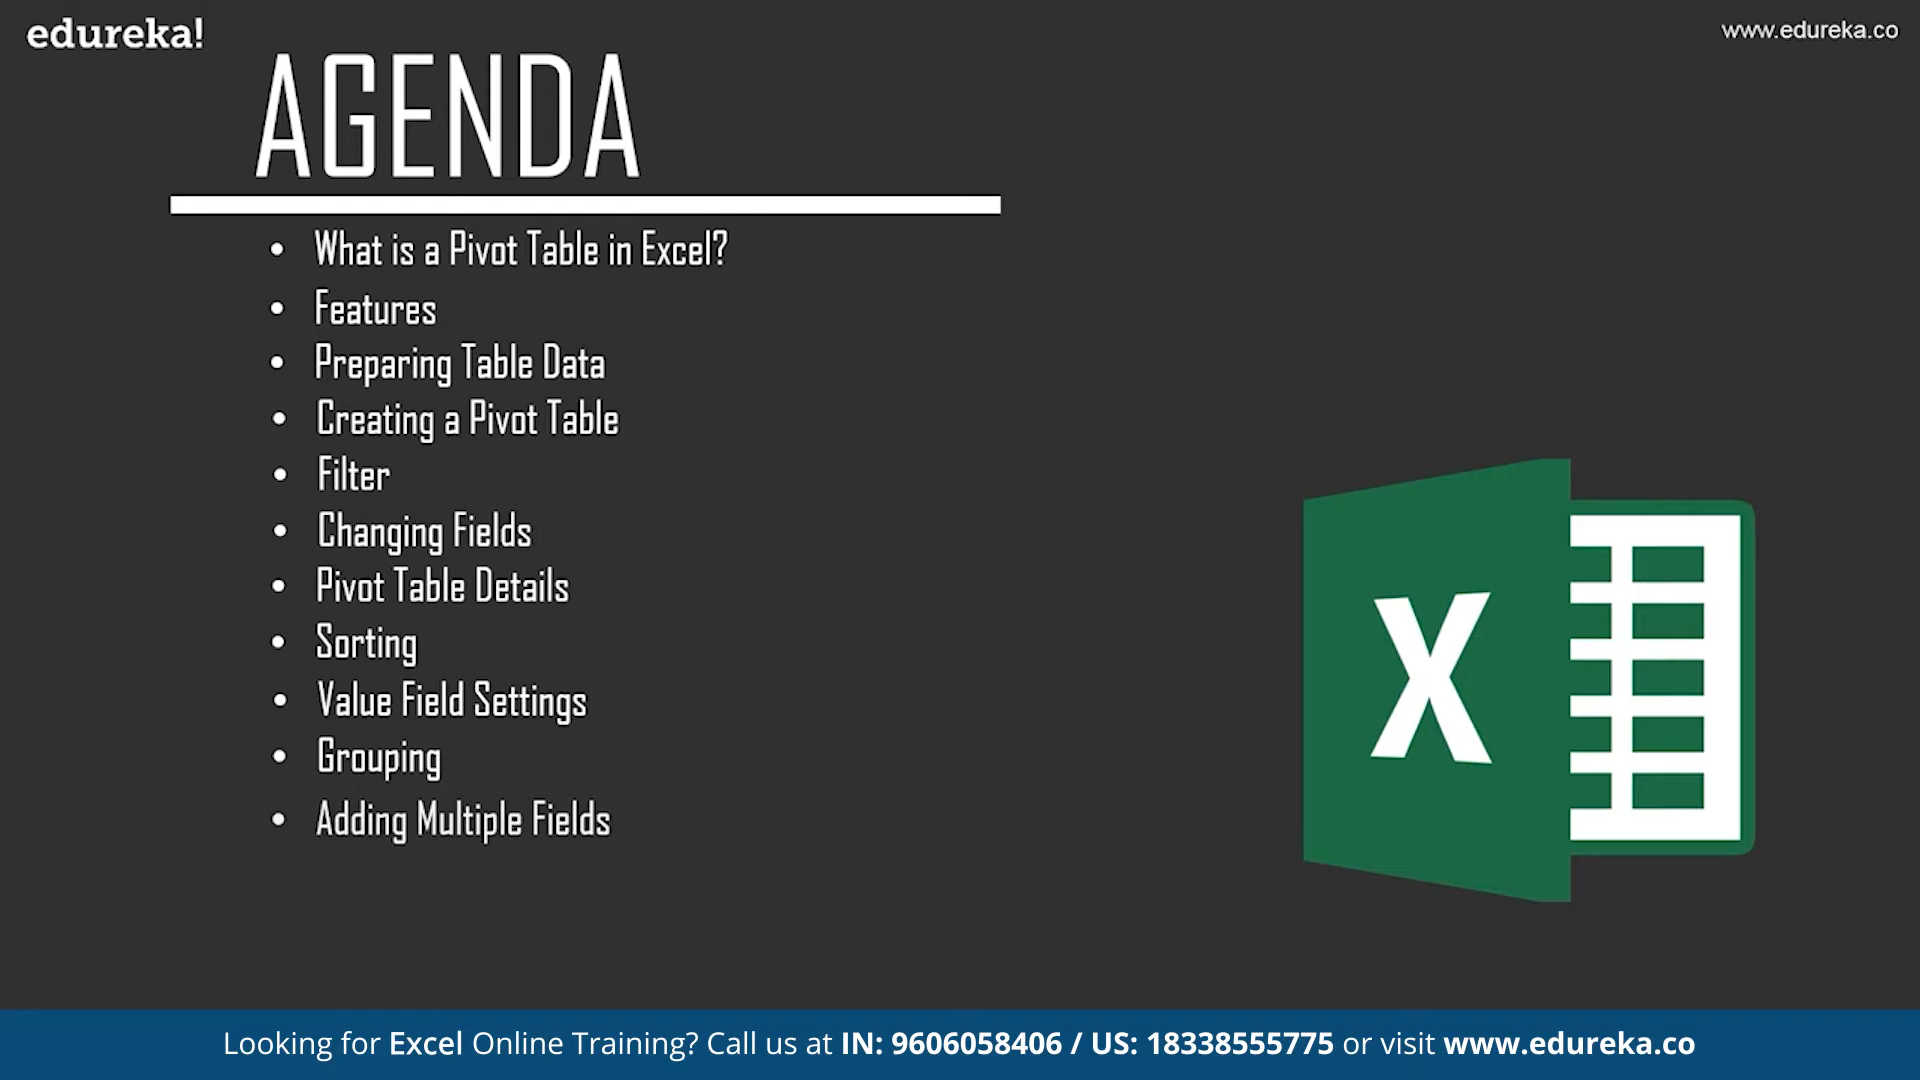 edureka!
www.edureka.co
AGENDA
• What is a Pivot Table in Excel?
• Features
• Preparing Table Data
• Creating a Pivot Table
• Filter
• Changing Fields
• Pivot Table Details
• Sorting
• Value Field Settings
• Grouping
• Adding Multiple Fields
X
Looking for Excel Online Training? Call us at IN: 9606058406 / US: 18338555775 or visit www.edureka.co